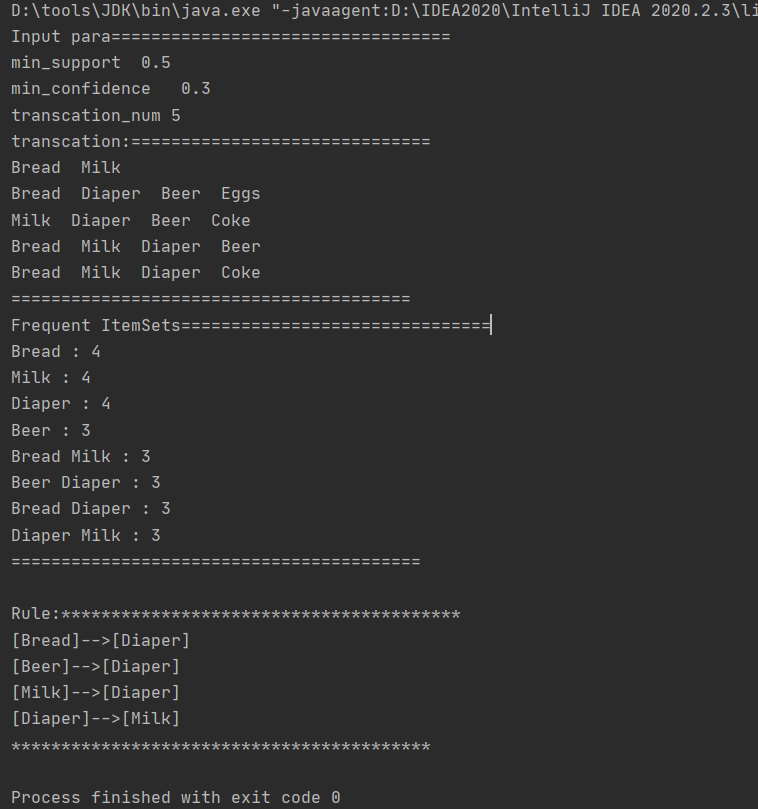 D:\tools\JDK\bin\java.exe "-javaagent:D:\IDEA2020\IntelliJ IDEA 2020.2.3\li
Input para==================================
min_support  0.5
min_confidence   0.3
transcation_num 5
transcation:==============================
Bread  Milk
Bread  Diaper  Beer  Eggs
Milk  Diaper  Beer  Coke
Bread  Milk  Diaper  Beer
Bread  Milk  Diaper  Coke
========================================
Frequent ItemSets===============================
Bread : 4
Milk : 4
Diaper : 4
Beer : 3
Bread Milk : 3
Beer Diaper : 3
Bread Diaper : 3
Diaper Milk : 3
=========================================
Rule:****************************************
[Bread]-->[Diaper]
[Beer]-->[Diaper]
[Milk]-->[Diaper]
[Diaper]-->[Milk]
******************************************
Process finished with exit code 0